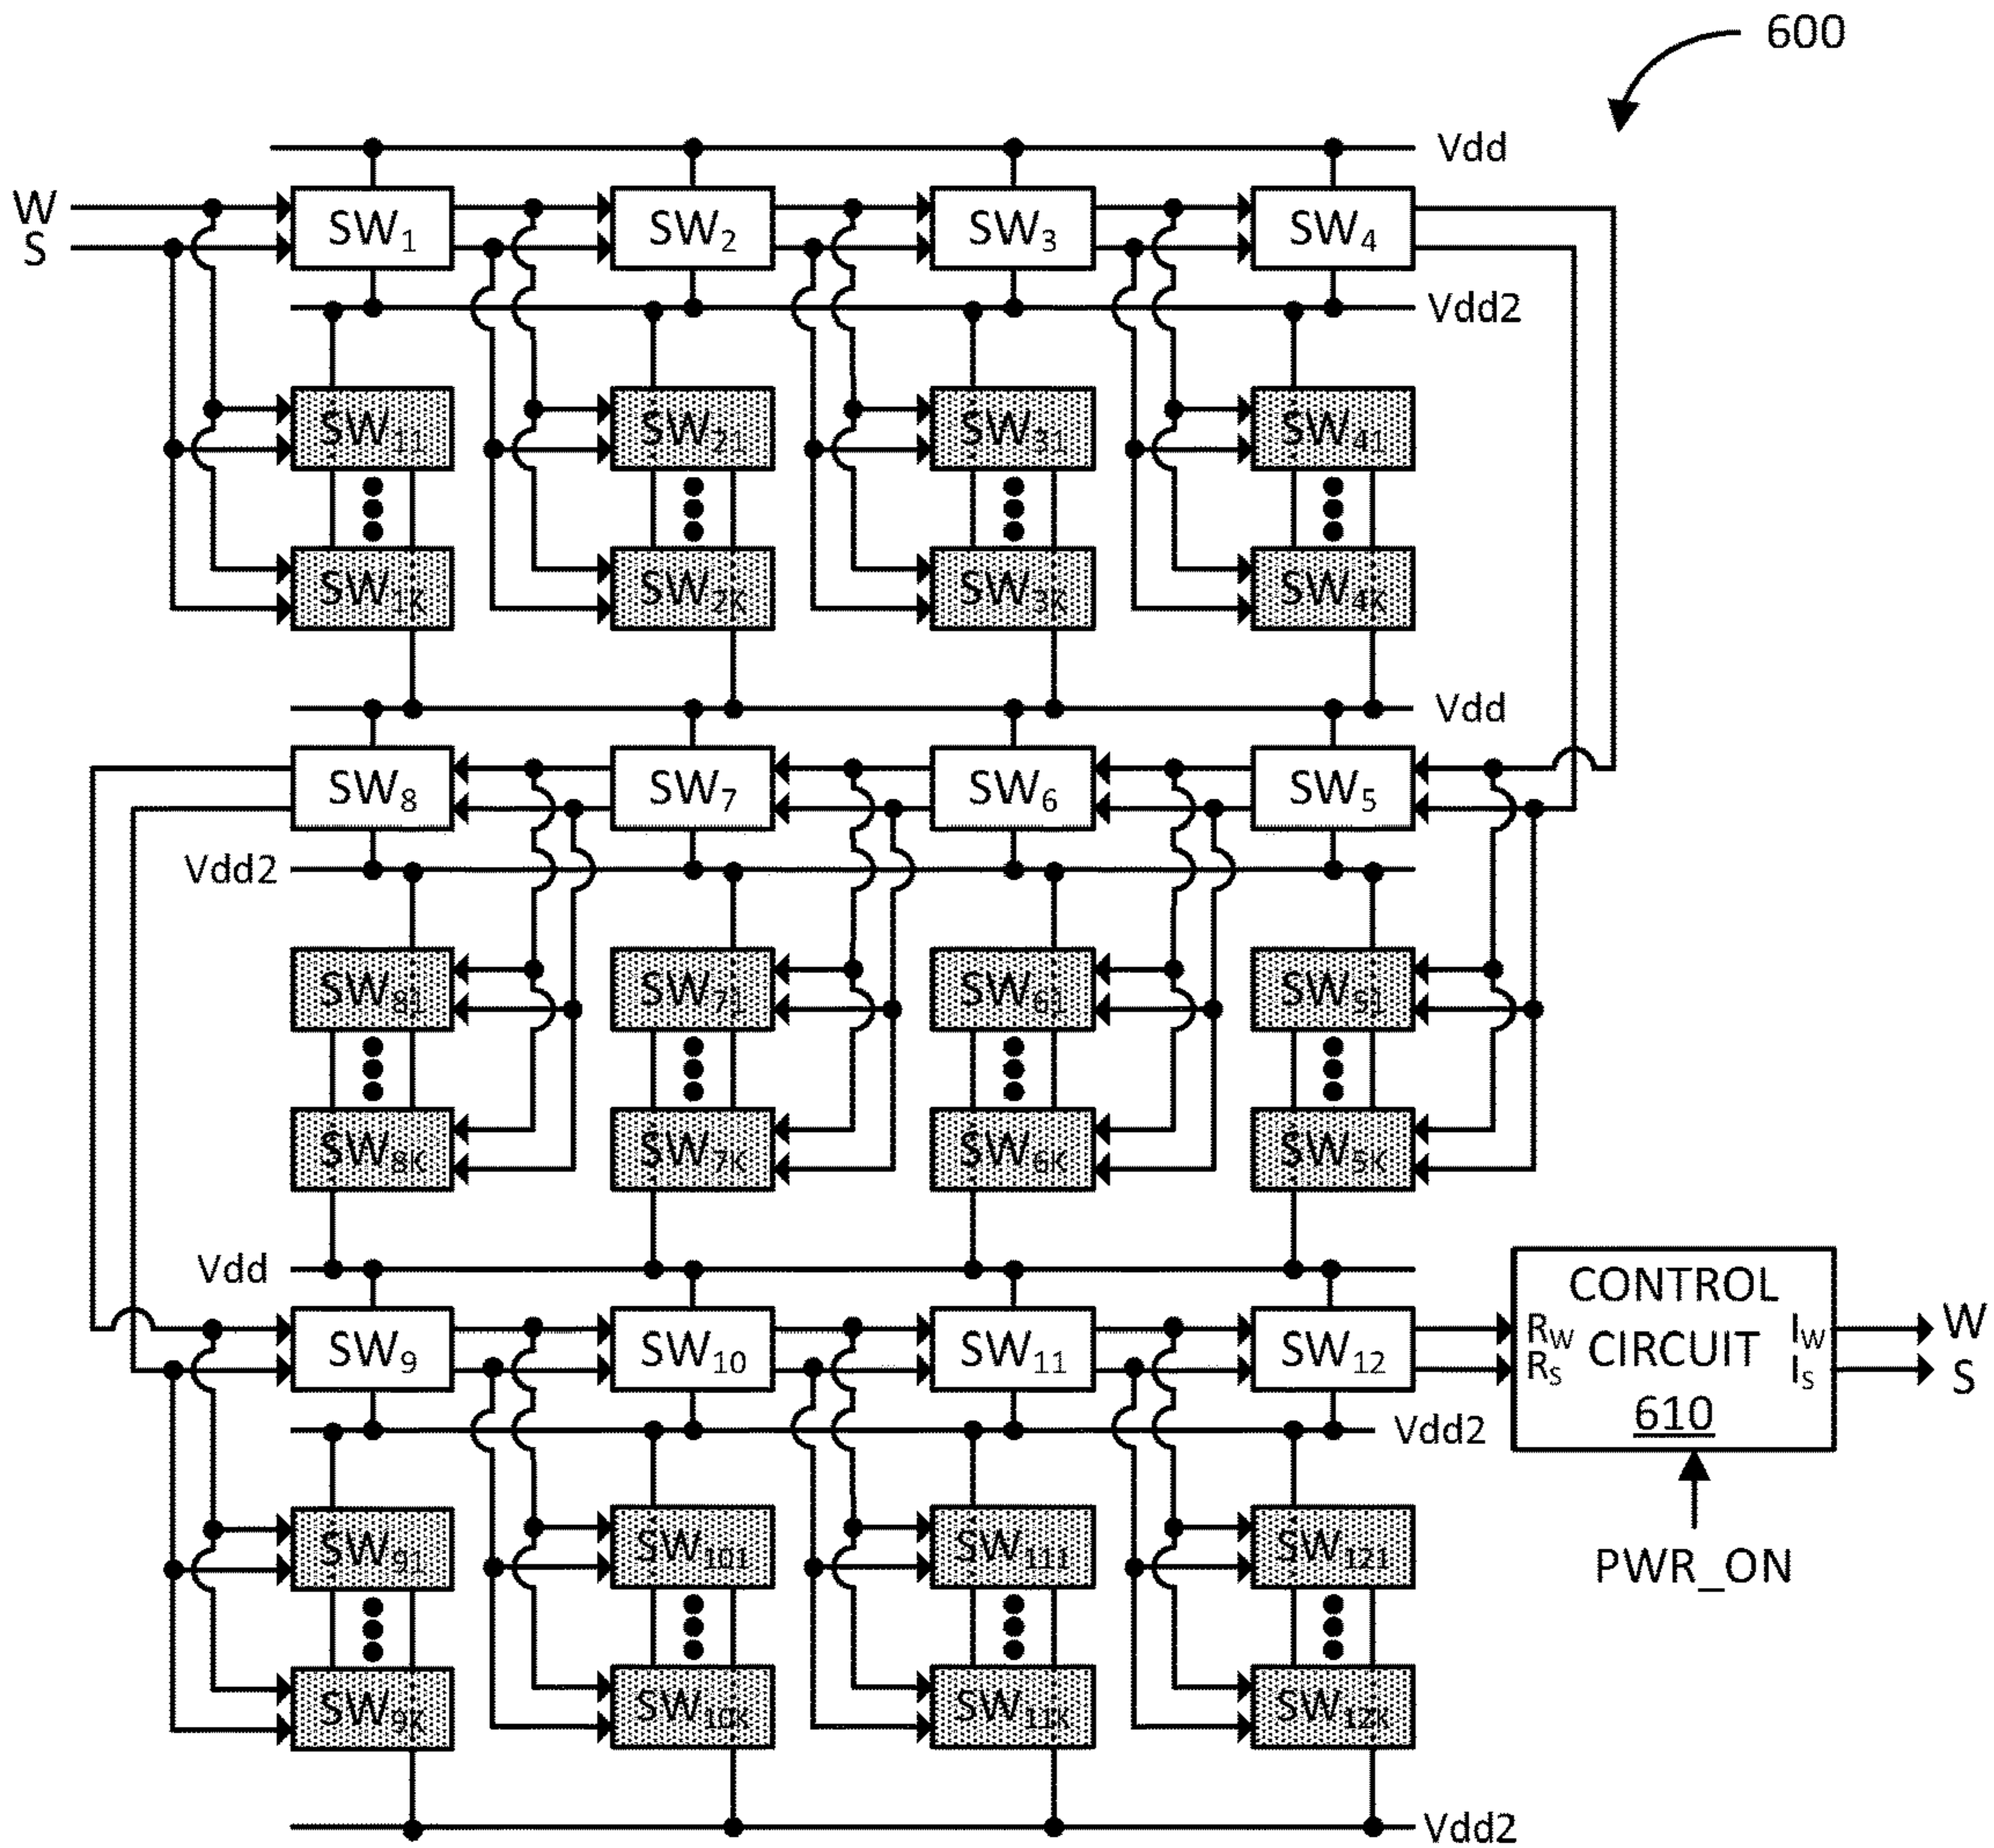 600
Vdd
W
S
SW1 SW2 SW3 SW4
Vdd2
SW11 SW21 SW31 SW41
SW1K SW2K SW3K SW4K
Vdd
SW8 SW7 SW6 SW5
Vdd2
SW81 SW71 SW61 SW51
SW8K SW7K SW6K SW5K
Vdd
SW9 SW10 SW11 SW12
CONTROL
CIRCUIT
610
RW
RS
IW
IS
W
S
Vdd2
PWR_ON
SW91 SW101 SW111 SW121
SW9K SW10K SW11K SW12K
Vdd2